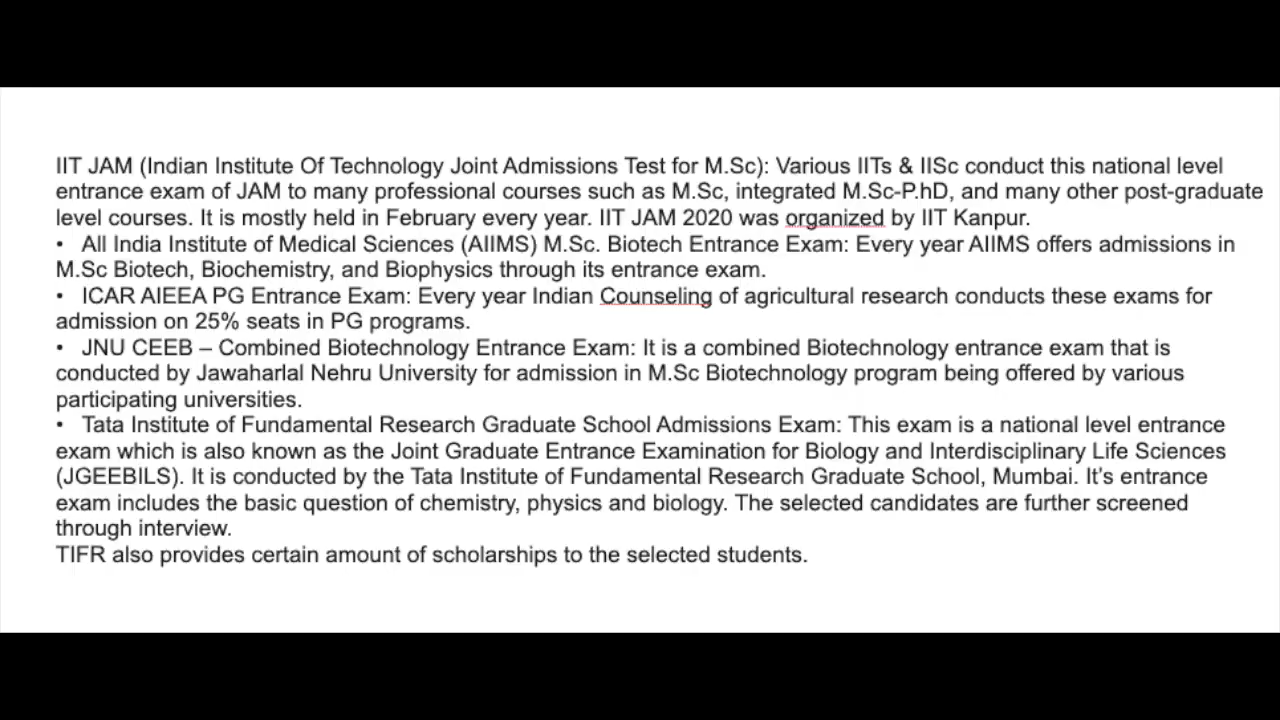 IIT JAM (Indian Institute Of Technology Joint Admissions Test for M.Sc): Various IITs & IISc conduct this national level
entrance exam of JAM to many professional courses such as M.Sc, integrated M.Sc-P.hD, and many other post-graduate
level courses. It is mostly held in February every year. IIT JAM 2020 was organized by IIT Kanpur.
• All India Institute of Medical Sciences (AIIMS) M.Sc. Biotech Entrance Exam: Every year AIIMS offers admissions in
M.Sc Biotech, Biochemistry, and Biophysics through its entrance exam.
• ICAR AIEEA PG Entrance Exam: Every year Indian Counseling of agricultural research conducts these exams for
admission on 25% seats in PG programs.
• JNU CEEB – Combined Biotechnology Entrance Exam: It is a combined Biotechnology entrance exam that is
conducted by Jawaharlal Nehru University for admission in M.Sc Biotechnology program being offered by various
participating universities.
• Tata Institute of Fundamental Research Graduate School Admissions Exam: This exam is a national level entrance
exam which is also known as the Joint Graduate Entrance Examination for Biology and Interdisciplinary Life Sciences
(JGEEBILS). It is conducted by the Tata Institute of Fundamental Research Graduate School, Mumbai. It's entrance
exam includes the basic question of chemistry, physics and biology. The selected candidates are further screened
through interview.
TIFR also provides certain amount of scholarships to the selected students.